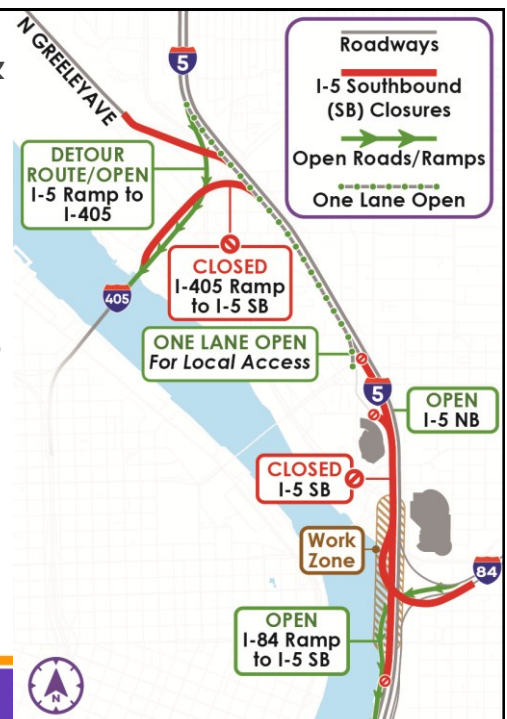 N GREELEY AVE
5
Roadways
I-5 Southbound
(SB) Closures
Open Roads/Ramps
One Lane Open
DETOUR
ROUTE/OPEN
I-5 Ramp to
I-405
CLOSED
I-405 Ramp
to I-5 SB
405
ONE LANE OPEN
For Local Access
5
OPEN
I-5 NB
CLOSED
I-5 SB
Work
Zone
84
OPEN
I-84 Ramp
to I-5 SB
N